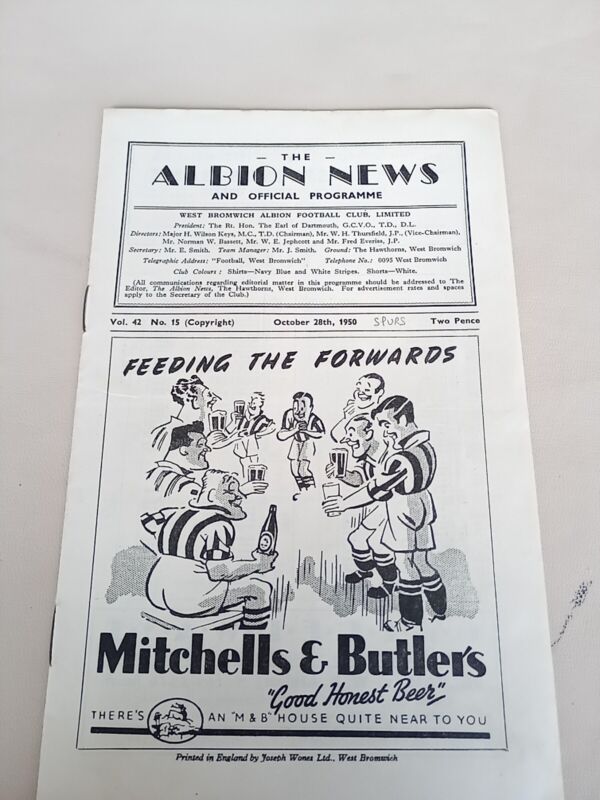 — THE —
ALBION NEWS
AND OFFICIAL PROGRAMME
WEST BROMWICH ALBION FOOTBALL CLUB, LIMITED
President: The Rt. Hon. The Earl of Dartmouth, G.C.V.O., T.D., D.L.
Directors: Major H. Wilson Keys, M.C., T.D. (Chairman), Mr. W. H. Thursfield, J.P., (Vice-Chairman),
Mr. Norman W. Bassett, Mr. W. E. Jephcott and Mr. Fred Everiss, J.P.
Secretary: Mr. E. Smith. Team Manager: Mr. J. Smith. Ground: The Hawthorns, West Bromwich
Telegraphic Address: "Football, West Bromwich" Telephone No.: 0095 West Bromwich
Club Colours: Shirts—Navy Blue and White Stripes. Shorts—White.
(All communications regarding editorial matter in this programme should be addressed to The
Editor, The Albion News, The Hawthorns, West Bromwich. For advertisement rates and spaces
apply to the Secretary of the Club.)
Vol. 42 No. 15 (Copyright) October 28th, 1950 SPURS Two Pence
FEEDING THE FORWARDS
Mitchells & Butler's
"Good Honest Beer"
THERE'S AN "M & B" HOUSE QUITE NEAR TO YOU
Printed in England by Joseph Wones Ltd., West Bromwich